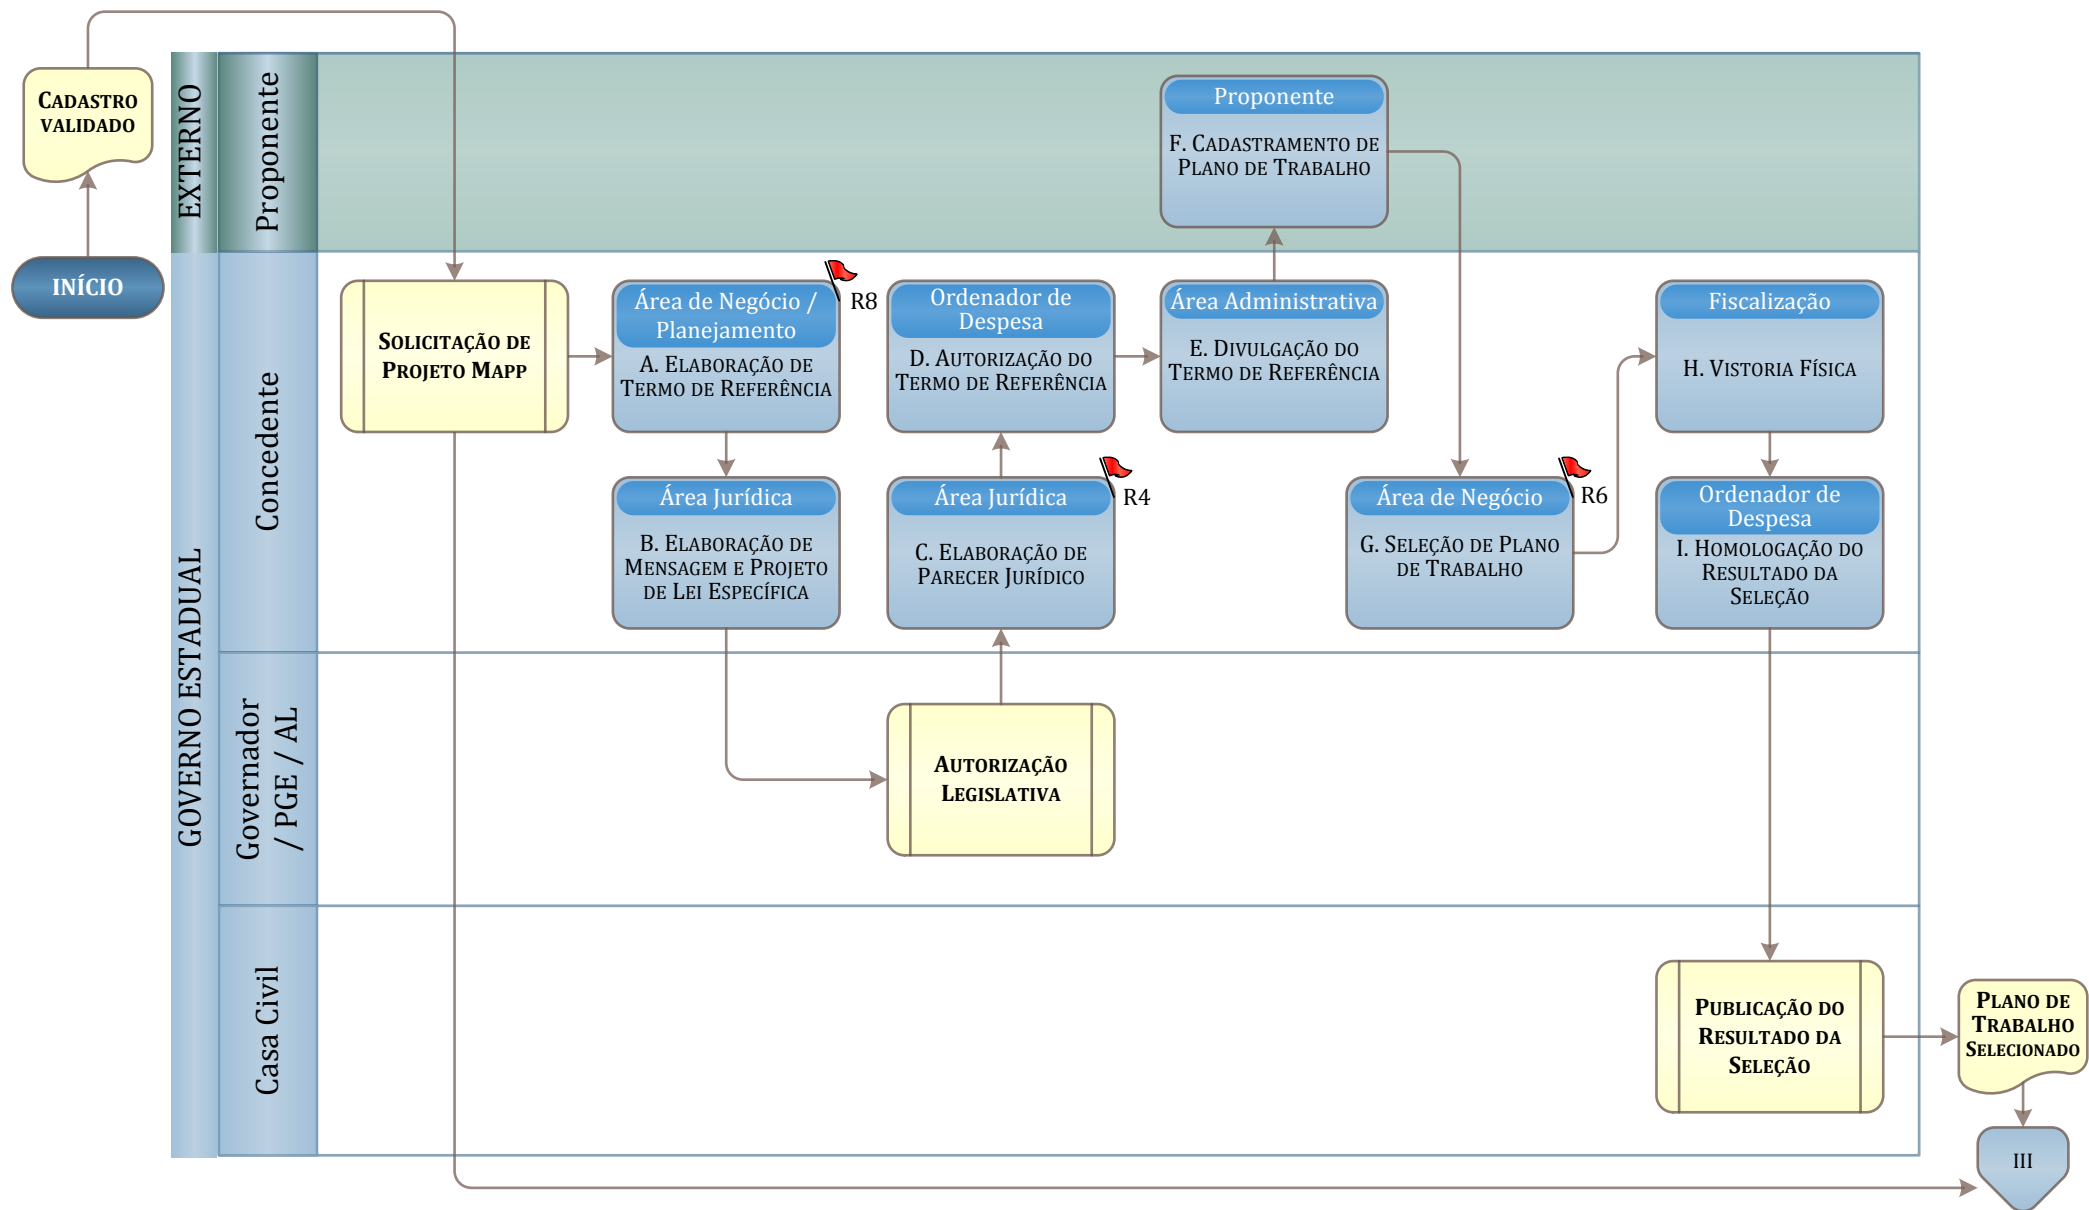 CADASTRO
VALIDADO
INÍCIO
EXTERNO
Proponente
GOVERNO ESTADUAL
Concedente
Governador
/ PGE / AL
Casa Civil
Proponente
F. CADASTRAMENTO DE
PLANO DE TRABALHO
SOLICITAÇÃO DE
PROJETO MAPP
Área de Negócio /
Planejamento
A. ELABORAÇÃO DE
TERMO DE REFERÊNCIA
R8
Ordenador de
Despesa
D. AUTORIZAÇÃO DO
TERMO DE REFERÊNCIA
Área Administrativa
E. DIVULGAÇÃO DO
TERMO DE REFERÊNCIA
Fiscalização
H. VISTORIA FÍSICA
Área Jurídica
B. ELABORAÇÃO DE
MENSAGEM E PROJETO
DE LEI ESPECÍFICA
Área Jurídica
C. ELABORAÇÃO DE
PARECER JURÍDICO
R4
Área de Negócio
G. SELEÇÃO DE PLANO
DE TRABALHO
R6
Ordenador de
Despesa
I. HOMOLOGAÇÃO DO
RESULTADO DA
SELEÇÃO
AUTORIZAÇÃO
LEGISLATIVA
PUBLICAÇÃO DO
RESULTADO DA
SELEÇÃO
PLANO DE
TRABALHO
SELECIONADO
III